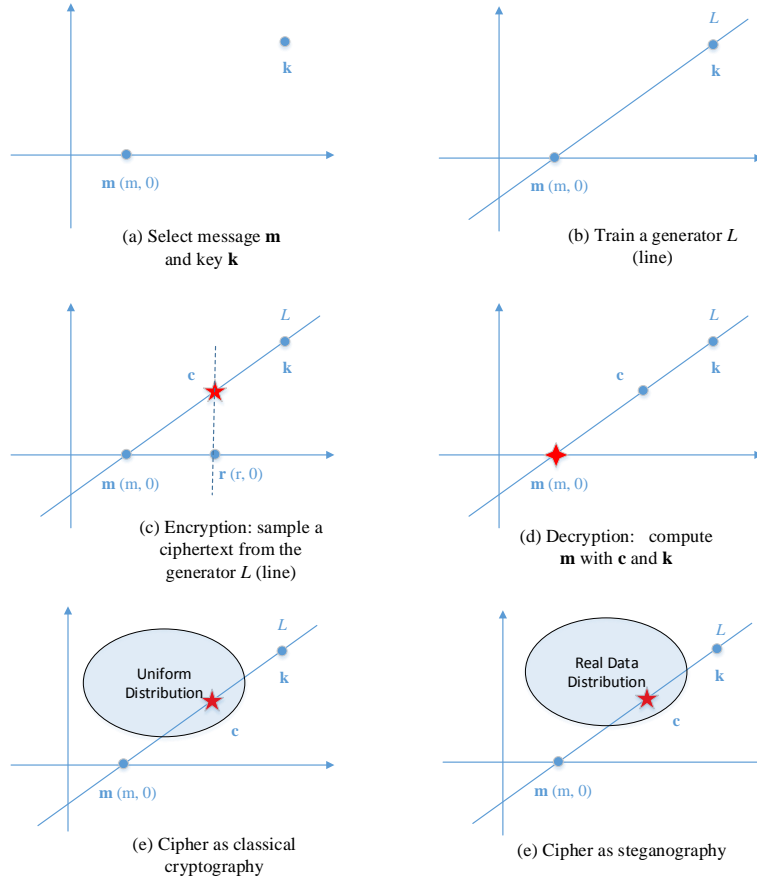 k
m (m, 0)
(a) Select message m
and key k
L
k
m (m, 0)
(b) Train a generator L
(line)
L
c
k
m (m, 0)
r (r, 0)
(c) Encryption: sample a
ciphertext from the
generator L (line)
L
c
k
m (m, 0)
(d) Decryption: compute
m with c and k
L
Uniform
Distribution
k
c
m (m, 0)
(e) Cipher as classical
cryptography
L
Real Data
Distribution
k
c
m (m, 0)
(e) Cipher as steganography